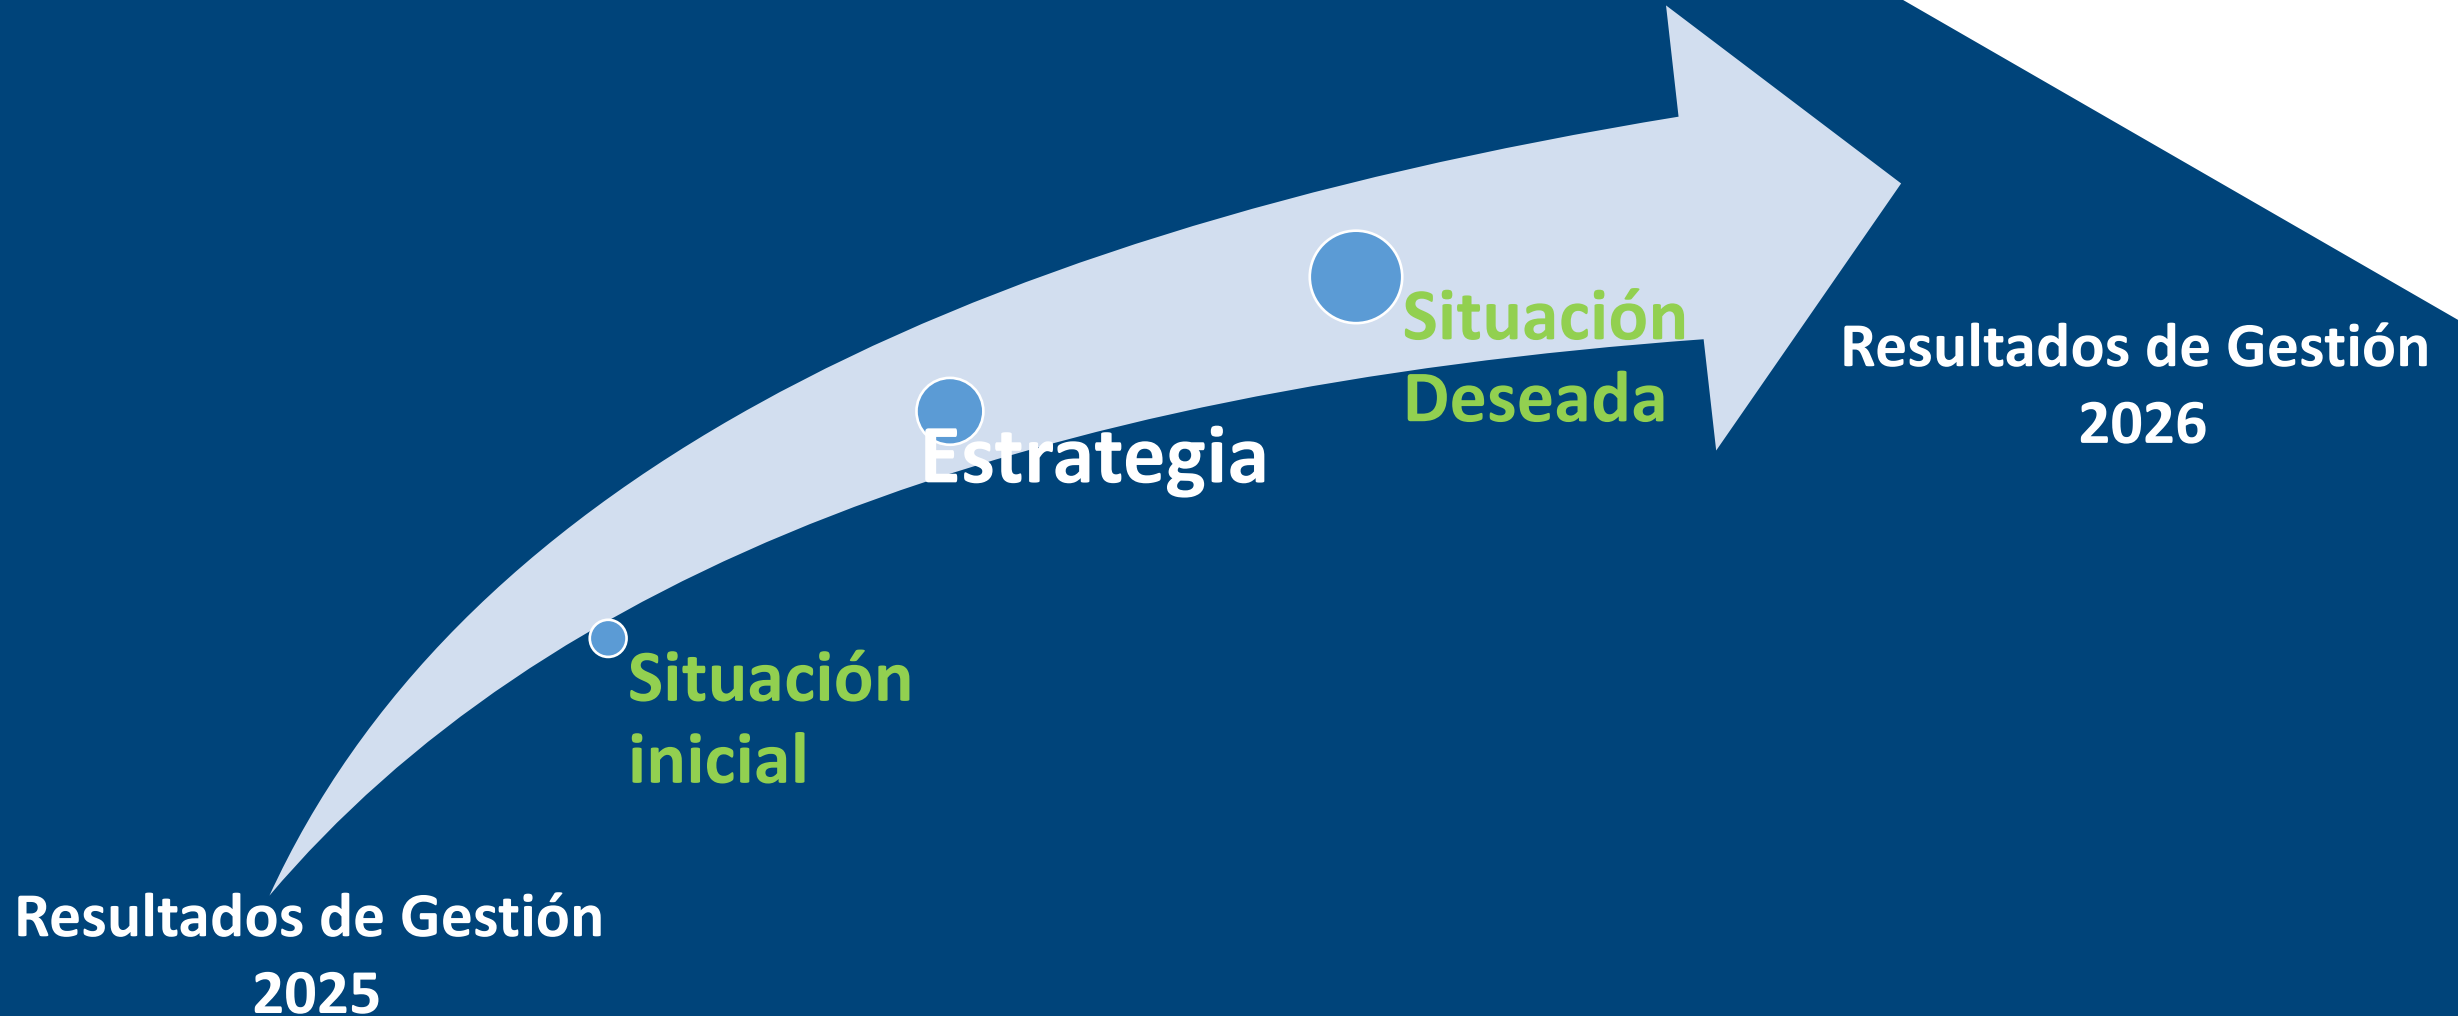 Situación
Deseada
Resultados de Gestión
2026
Estrategia
Situación
inicial
Resultados de Gestión
2025